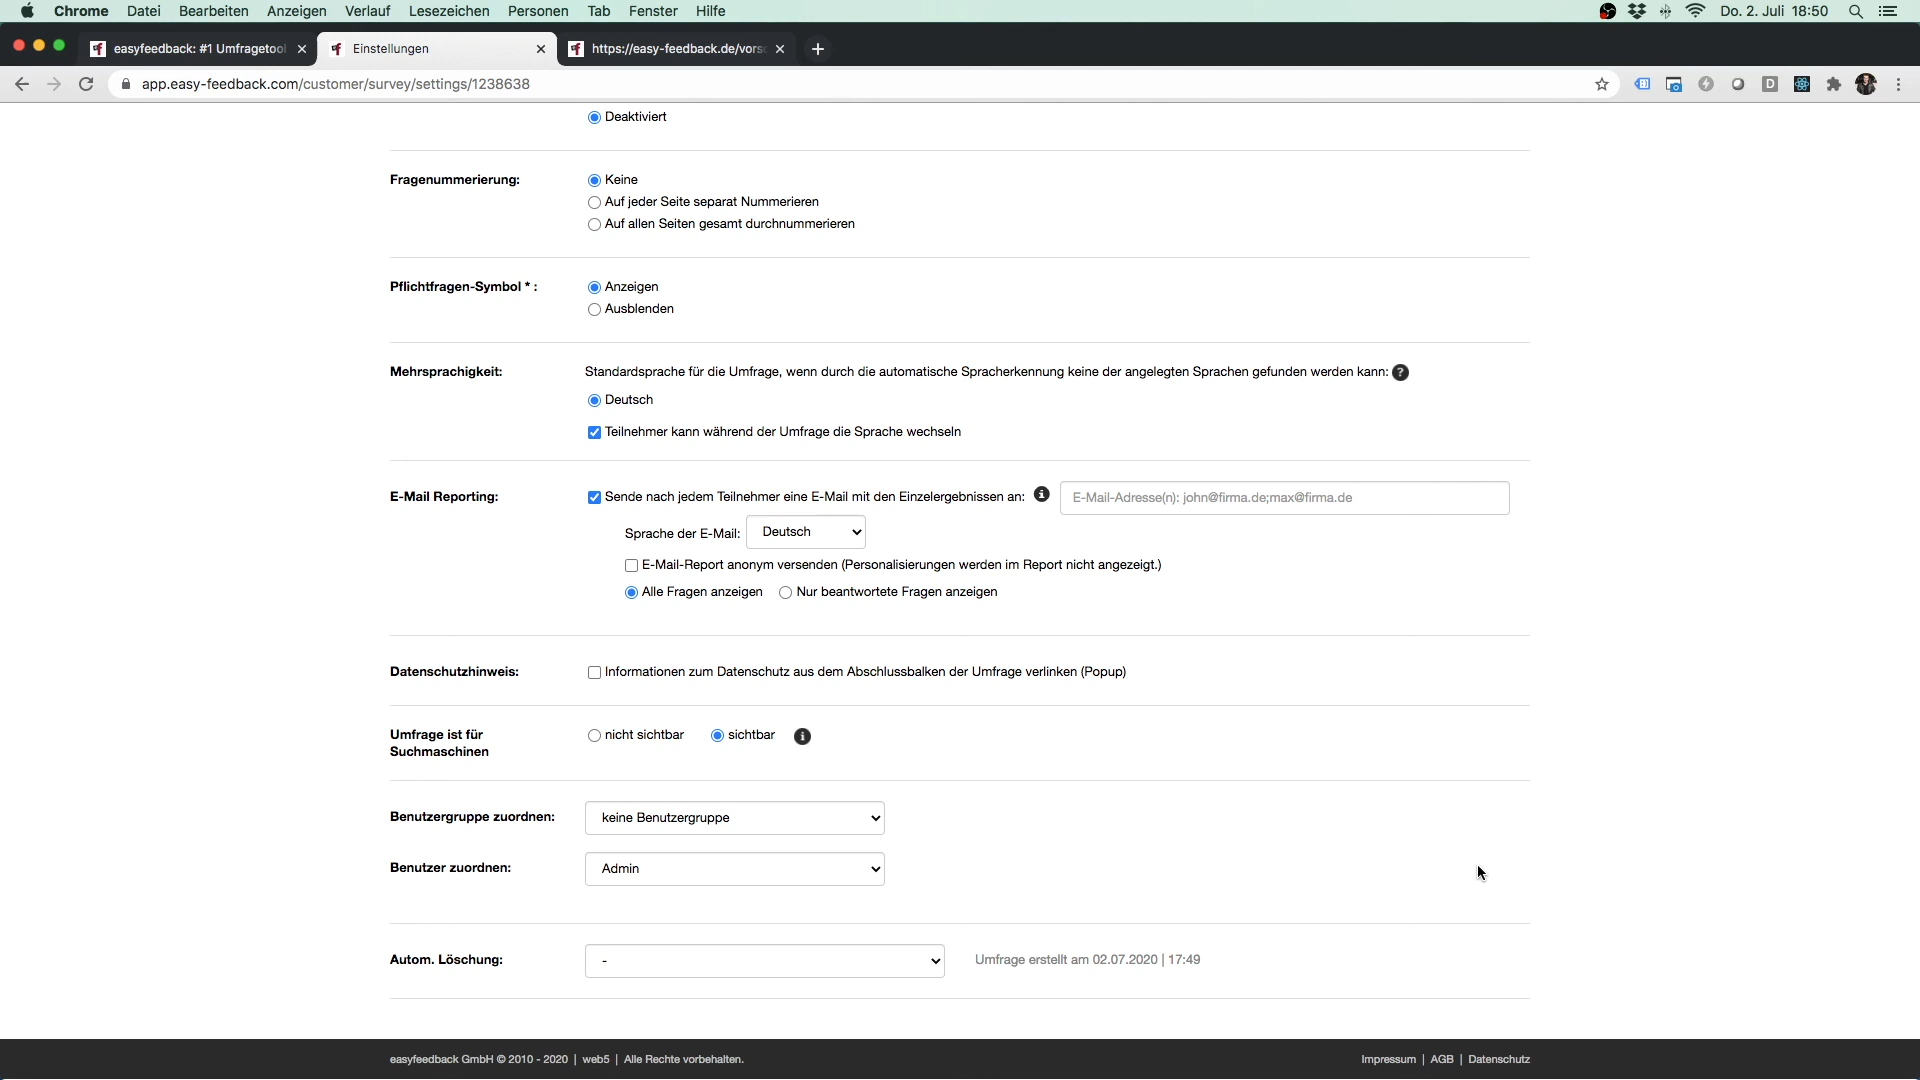 Chrome Datei Bearbeiten Anzeigen Verlauf Lesezeichen Personen Tab Fenster Hilfe Do. 2. Juli 18:50
easyfeedback: #1 Umfragetool Einstellungen https://easy-feedback.de/vors
app.easy-feedback.com/customer/survey/settings/1238638
Deaktiviert
Fragenummerierung: Keine
Auf jeder Seite separat Nummerieren
Auf allen Seiten gesamt durchnummerieren
Pflichtfragen-Symbol * : Anzeigen
Ausblenden
Mehrsprachigkeit: Standardsprache für die Umfrage, wenn durch die automatische Spracherkennung keine der angelegten Sprachen gefunden werden kann: ?
Deutsch
Teilnehmer kann während der Umfrage die Sprache wechseln
E-Mail Reporting: Sende nach jedem Teilnehmer eine E-Mail mit den Einzelergebnissen an: i E-Mail-Adresse(n): john@firma.de;max@firma.de
Sprache der E-Mail: Deutsch
E-Mail-Report anonym versenden (Personalisierungen werden im Report nicht angezeigt.)
Alle Fragen anzeigen Nur beantwortete Fragen anzeigen
Datenschutzhinweis: Informationen zum Datenschutz aus dem Abschlussbalken der Umfrage verlinken (Popup)
Umfrage ist für nicht sichtbar sichtbar i
Suchmaschinen
Benutzergruppe zuordnen: keine Benutzergruppe
Benutzer zuordnen: Admin
Autom. Löschung: - Umfrage erstellt am 02.07.2020 | 17:49
easyfeedback GmbH © 2010 - 2020 | web5 | Alle Rechte vorbehalten. Impressum | AGB | Datenschutz